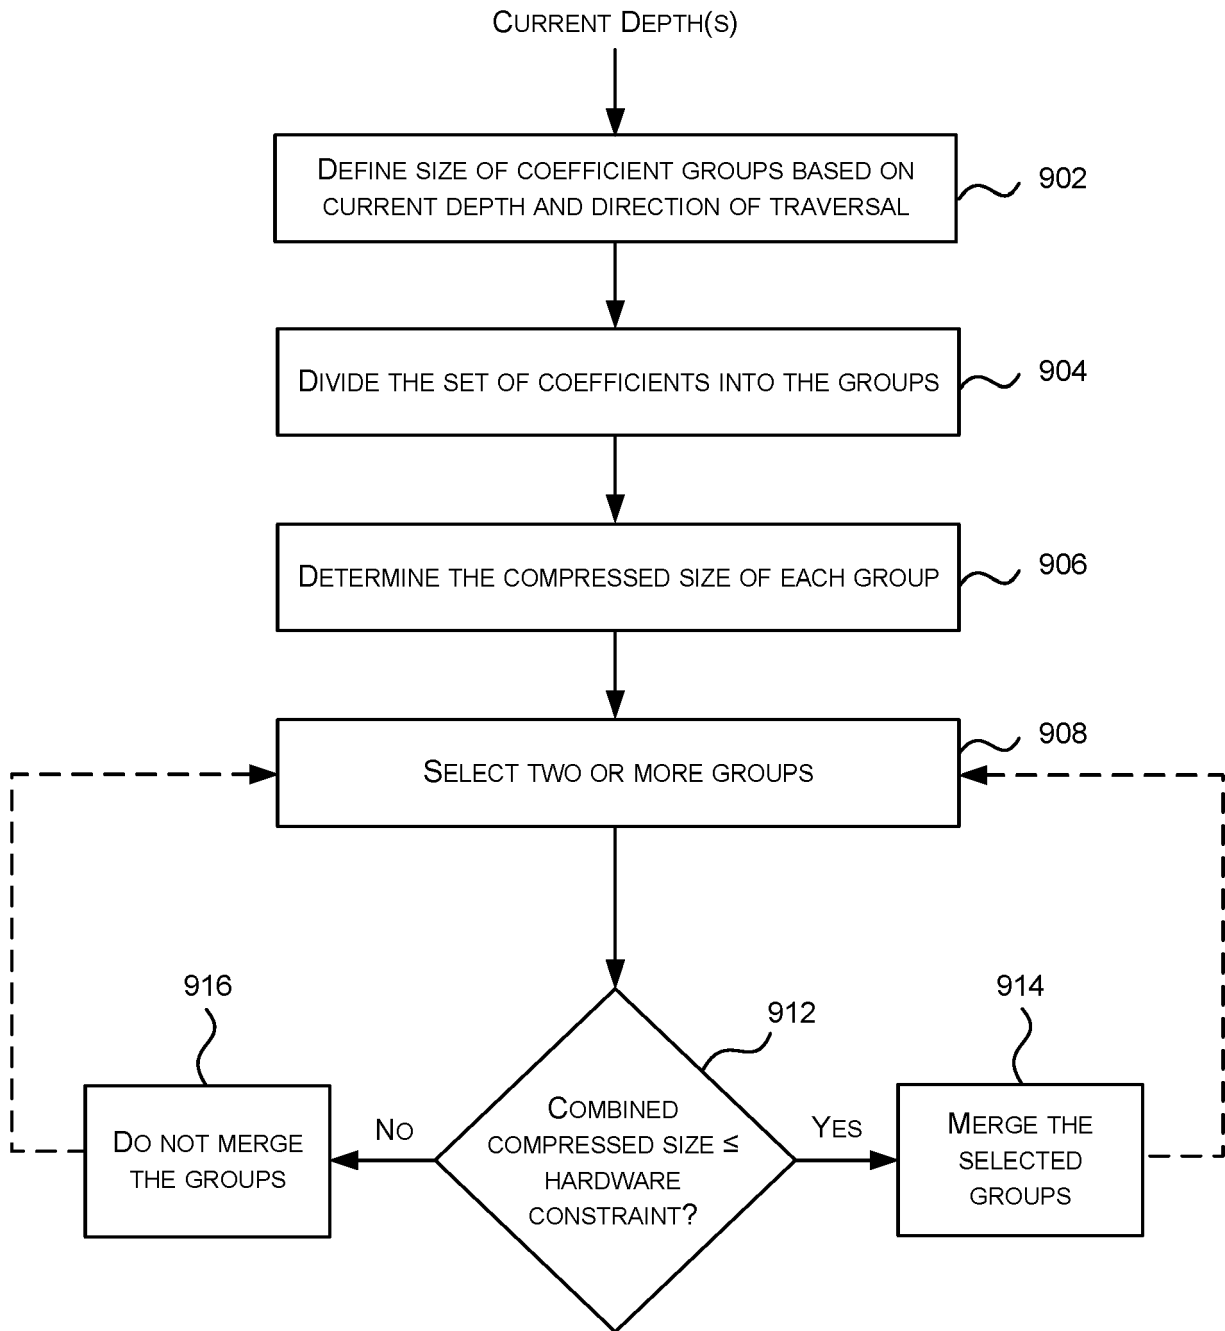 CURRENT DEPTH(S)
DEFINE SIZE OF COEFFICIENT GROUPS BASED ON
CURRENT DEPTH AND DIRECTION OF TRAVERSAL
902
DIVIDE THE SET OF COEFFICIENTS INTO THE GROUPS
904
DETERMINE THE COMPRESSED SIZE OF EACH GROUP
906
SELECT TWO OR MORE GROUPS
908
916
DO NOT MERGE
THE GROUPS
NO
912
COMBINED
COMPRESSED SIZE ≤
HARDWARE
CONSTRAINT?
YES
914
MERGE THE
SELECTED
GROUPS